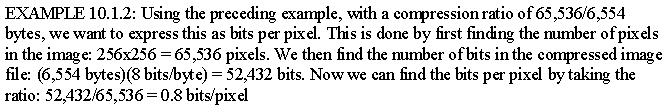 EXAMPLE 10.1.2: Using the preceding example, with a compression ratio of 65,536/6,554
bytes, we want to express this as bits per pixel. This is done by first finding the number of pixels
in the image: 256x256 = 65,536 pixels. We then find the number of bits in the compressed image
file: (6,554 bytes)(8 bits/byte) = 52,432 bits. Now we can find the bits per pixel by taking the
ratio: 52,432/65,536 = 0.8 bits/pixel